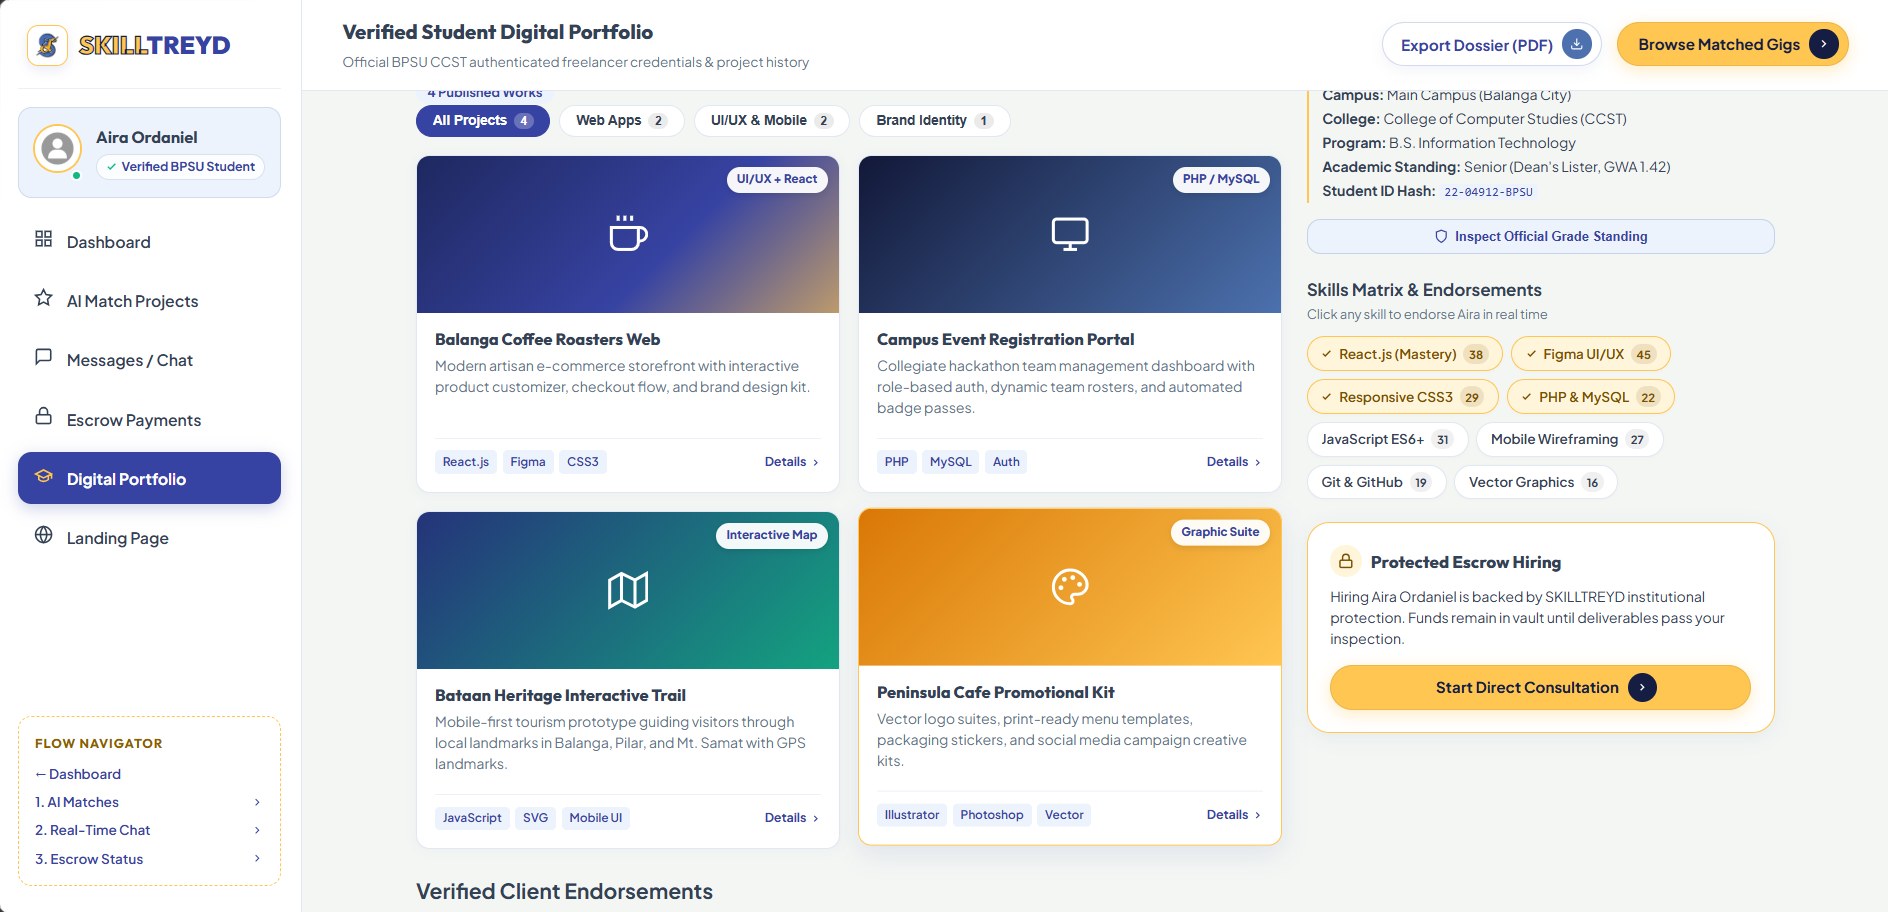 SKILLTREYD
Aira Ordaniel
Verified BPSU Student
Dashboard
AI Match Projects
Messages / Chat
Escrow Payments
Digital Portfolio
Landing Page
FLOW NAVIGATOR
← Dashboard
1. AI Matches
2. Real-Time Chat
3. Escrow Status
Verified Student Digital Portfolio
Official BPSU CCST authenticated freelancer credentials & project history
Export Dossier (PDF)
Browse Matched Gigs
4 Published Works
All Projects 4
Web Apps 2
UI/UX & Mobile 2
Brand Identity 1
UI/UX + React
Balanga Coffee Roasters Web
Modern artisan e-commerce storefront with interactive
product customizer, checkout flow, and brand design kit.
React.js Figma CSS3 Details
PHP / MySQL
Campus Event Registration Portal
Collegiate hackathon team management dashboard with
role-based auth, dynamic team rosters, and automated
badge passes.
PHP MySQL Auth Details
Interactive Map
Bataan Heritage Interactive Trail
Mobile-first tourism prototype guiding visitors through
local landmarks in Balanga, Pilar, and Mt. Samat with GPS
landmarks.
JavaScript SVG Mobile UI Details
Graphic Suite
Peninsula Cafe Promotional Kit
Vector logo suites, print-ready menu templates,
packaging stickers, and social media campaign creative
kits.
Illustrator Photoshop Vector Details
Verified Client Endorsements
Campus: Main Campus (Balanga City)
College: College of Computer Studies (CCST)
Program: B.S. Information Technology
Academic Standing: Senior (Dean's Lister, GWA 1.42)
Student ID Hash: 22-04912-BPSU
Inspect Official Grade Standing
Skills Matrix & Endorsements
Click any skill to endorse Aira in real time
React.js (Mastery) 38
Figma UI/UX 45
Responsive CSS3 29
PHP & MySQL 22
JavaScript ES6+ 31
Mobile Wireframing 27
Git & GitHub 19
Vector Graphics 16
Protected Escrow Hiring
Hiring Aira Ordaniel is backed by SKILLTREYD institutional
protection. Funds remain in vault until deliverables pass your
inspection.
Start Direct Consultation